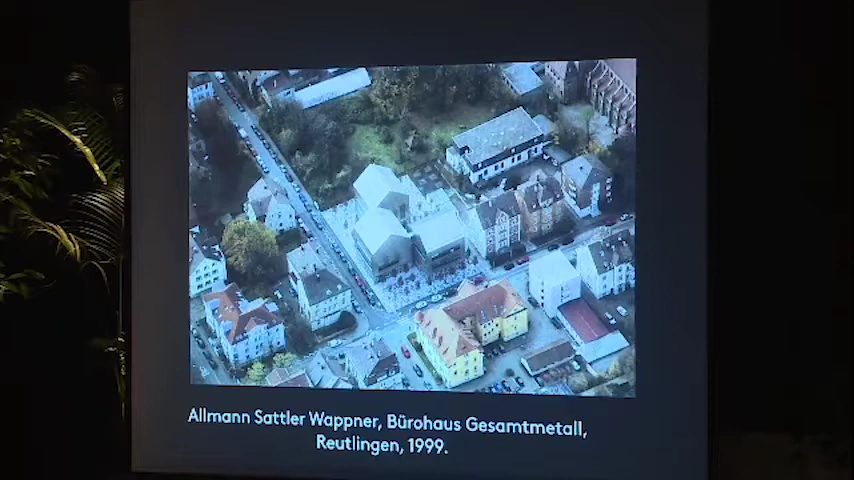 Allmann Sattler Wappner, Bürohaus Gesamtmetall,
Reutlingen, 1999.